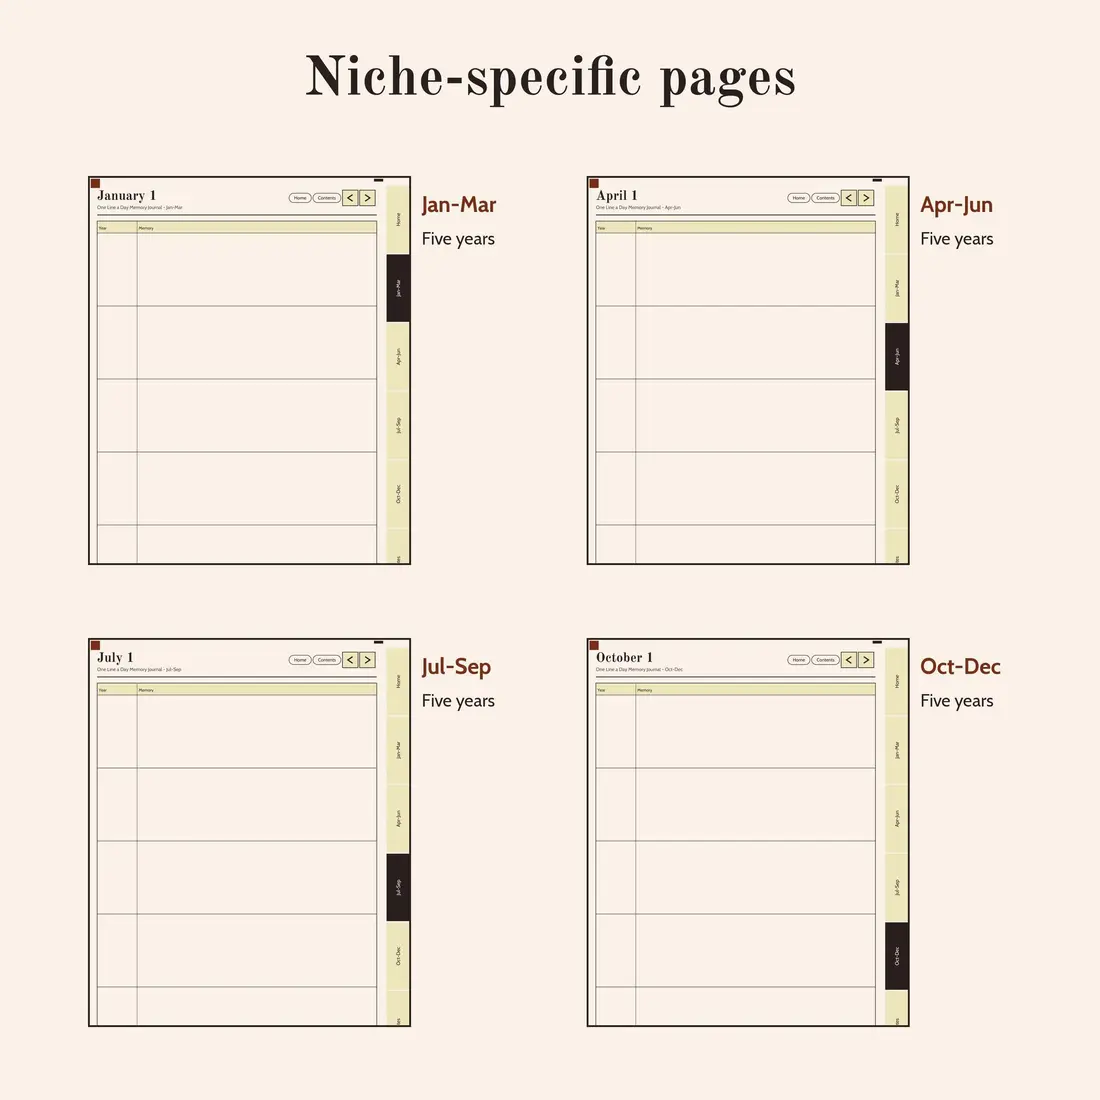 Niche-specific pages
January 1
One Line a Day Memory Journal - Jan-Mar
Home
Contents
<
>
Year
Memory
Home
Jan-Mar
Apr-Jun
Jul-Sep
Oct-Dec
Jan-Mar
Five years
April 1
One Line a Day Memory Journal - Apr-Jun
Home
Contents
<
>
Year
Memory
Home
Jan-Mar
Apr-Jun
Jul-Sep
Oct-Dec
Apr-Jun
Five years
July 1
One Line a Day Memory Journal - Jul-Sep
Home
Contents
<
>
Year
Memory
Home
Jan-Mar
Apr-Jun
Jul-Sep
Oct-Dec
Jul-Sep
Five years
October 1
One Line a Day Memory Journal - Oct-Dec
Home
Contents
<
>
Year
Memory
Home
Jan-Mar
Apr-Jun
Jul-Sep
Oct-Dec
Oct-Dec
Five years